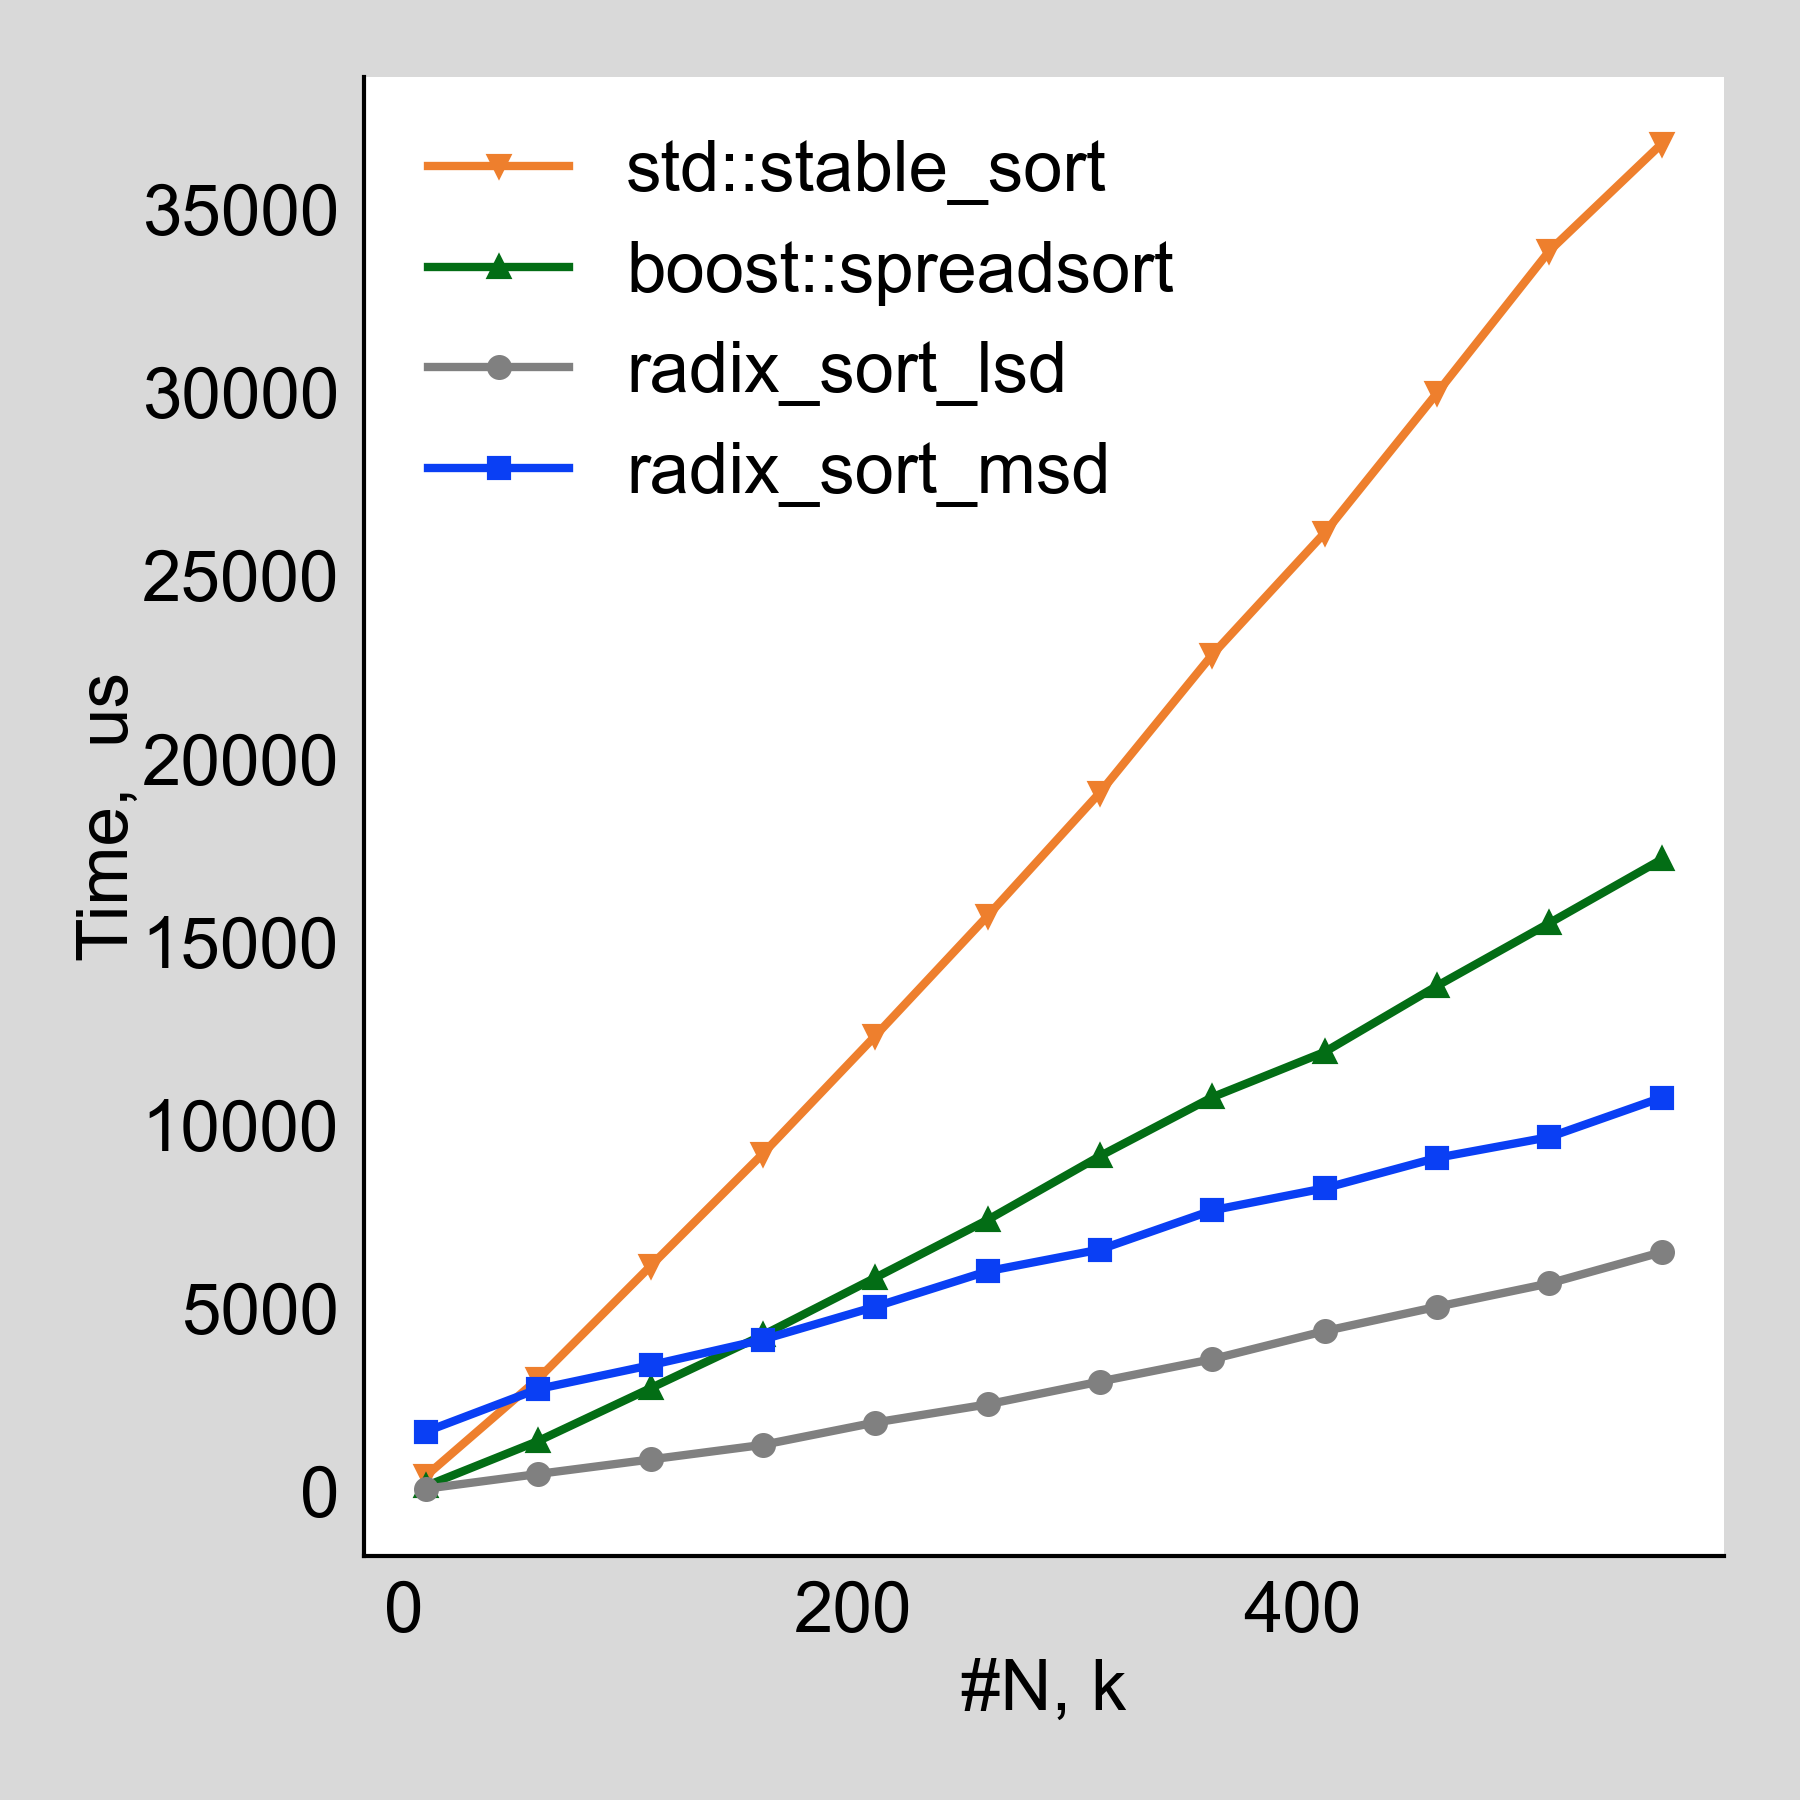 std::stable_sort
boost::spreadsort
radix_sort_lsd
radix_sort_msd
35000
30000
25000
20000
15000
10000
5000
0
Time, us
0 200 400
#N, k